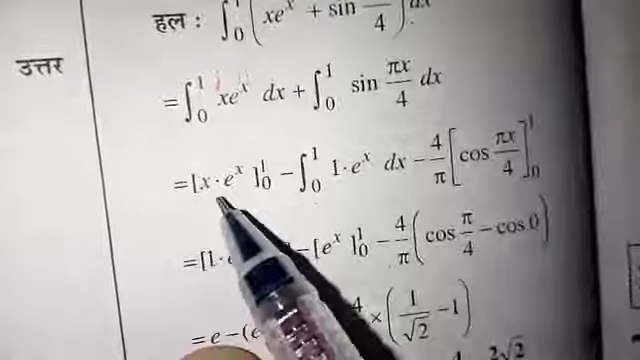 हल : ∫₀¹ (xeˣ + sin /4) dx.
उत्तर
= ∫₀¹ xeˣ dx + ∫₀¹ sin πx/4 dx
= [x · eˣ ]₀¹ − ∫₀¹ 1 · eˣ dx − 4/π [cos πx/4]₀¹
= [1 · − [eˣ ]₀¹ − 4/π (cos π/4 − cos 0)
= e − (e × (1/√2 − 1)
2√2